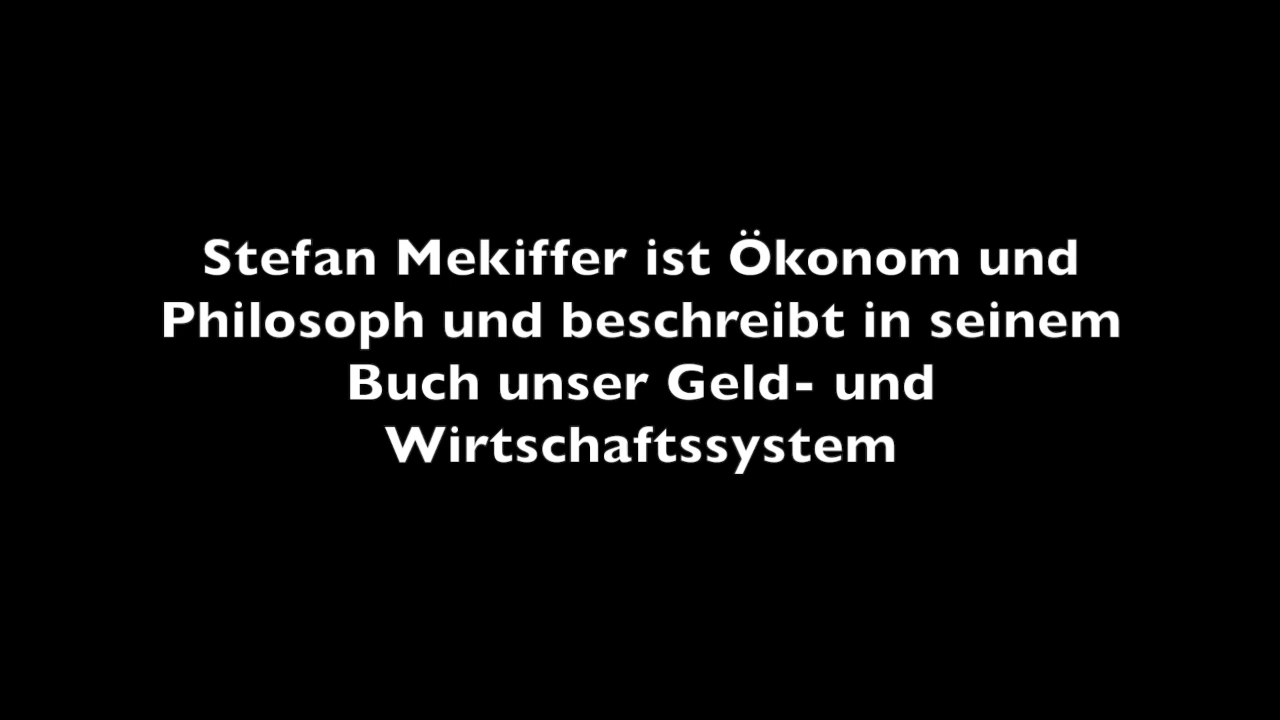 Stefan Mekiffer ist Ökonom und
Philosoph und beschreibt in seinem
Buch unser Geld- und
Wirtschaftssystem